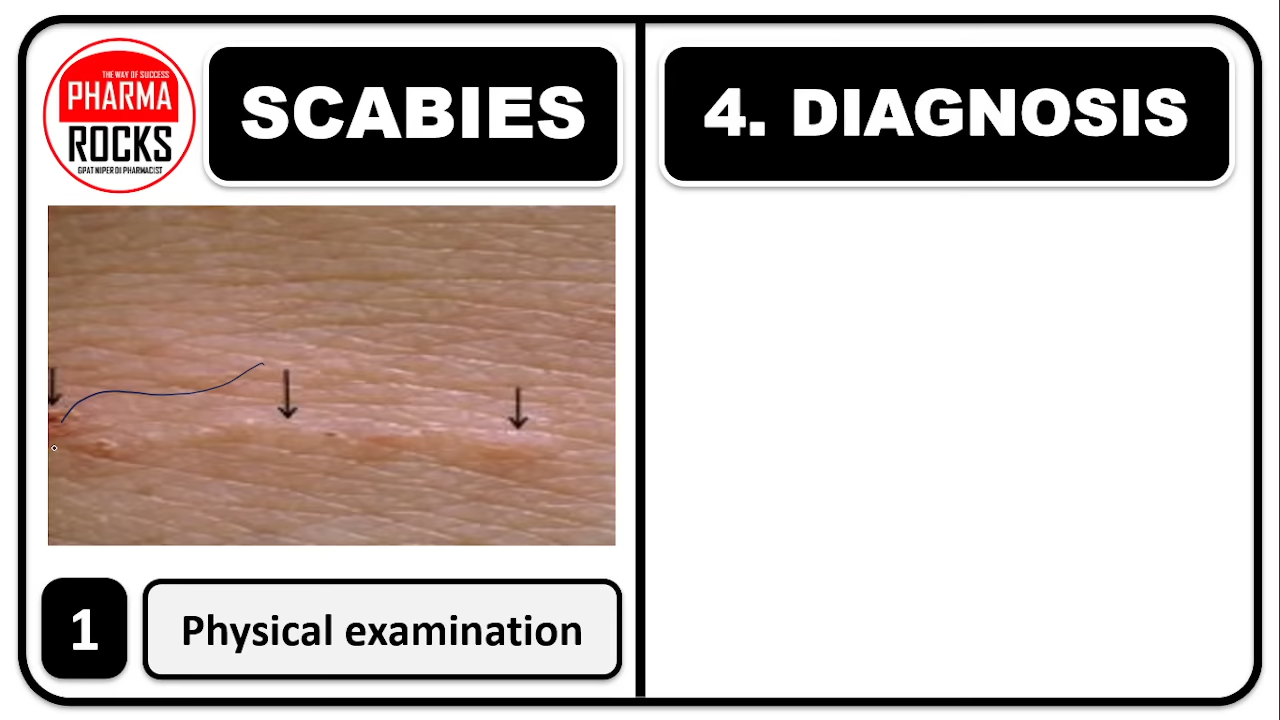 THE WAY OF SUCCESS
PHARMA
ROCKS
GPAT NIPER DI PHARMACIST
SCABIES
4. DIAGNOSIS
1
Physical examination